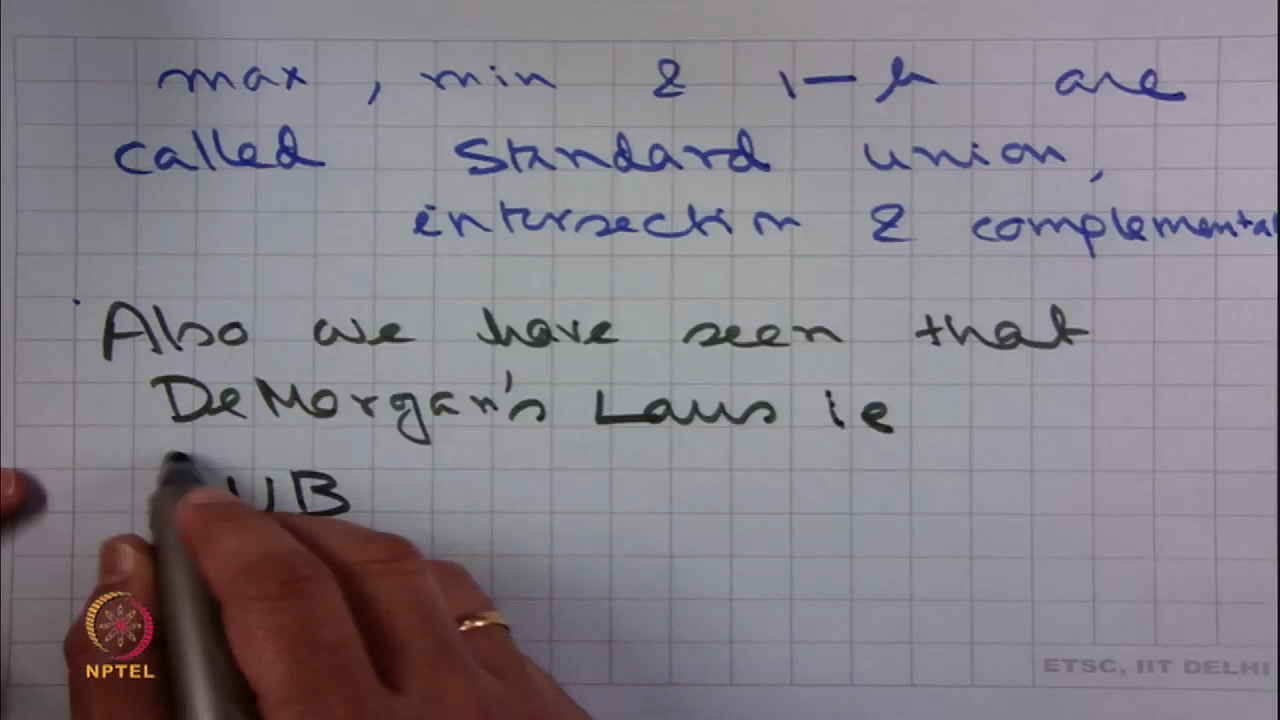 max, min & 1-μ are
called Standard union,
intersection & complementa
Also we have seen that
DeMorgan's Laws ie
UB
NPTEL
ETSC, IIT DELHI